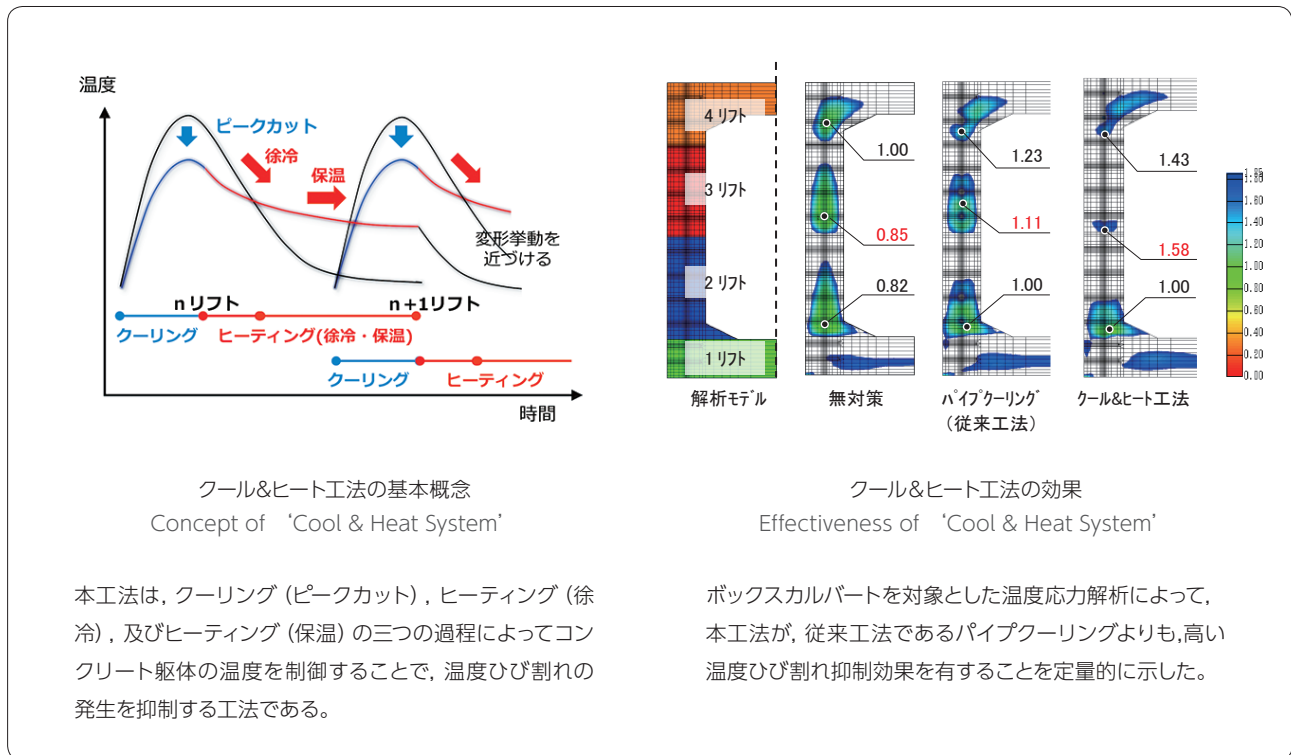 温度
ピークカット
徐冷
保温
変形挙動を
近づける
nリフト
n+1リフト
クーリング
ヒーティング(徐冷・保温)
クーリング
ヒーティング
時間
4リフト
3リフト
2リフト
1リフト
1.00
0.85
0.82
1.23
1.11
1.00
1.43
1.58
1.00
1.80
1.60
1.40
1.20
1.00
0.80
0.60
0.40
0.20
0.00
解析モデル
無対策
パイプクーリング
(従来工法)
クール&ヒート工法
クール&ヒート工法の基本概念
Concept of ‘Cool & Heat System’
本工法は, クーリング (ピークカット) , ヒーティング (徐
冷) , 及びヒーティング (保温) の三つの過程によってコン
クリート躯体の温度を制御することで, 温度ひび割れの
発生を抑制する工法である。
クール&ヒート工法の効果
Effectiveness of ‘Cool & Heat System’
ボックスカルバートを対象とした温度応力解析によって,
本工法が, 従来工法であるパイプクーリングよりも,高い
温度ひび割れ抑制効果を有することを定量的に示した。